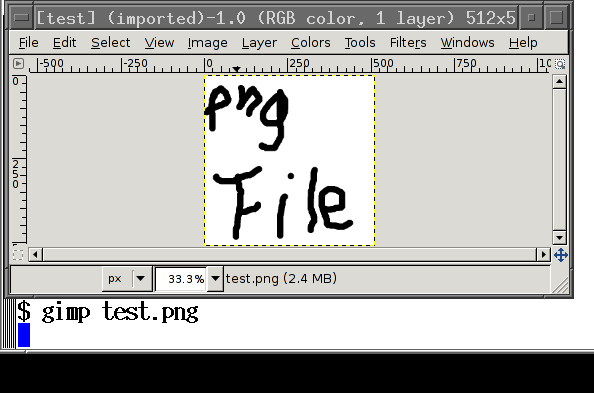 [test] (imported)-1.0 (RGB color, 1 layer) 512x5
File Edit Select View Image Layer Colors Tools Filters Windows Help
-500 -250 0 250 500 750 10
0
250
png
File
px 33.3% test.png (2.4 MB)
$ gimp test.png